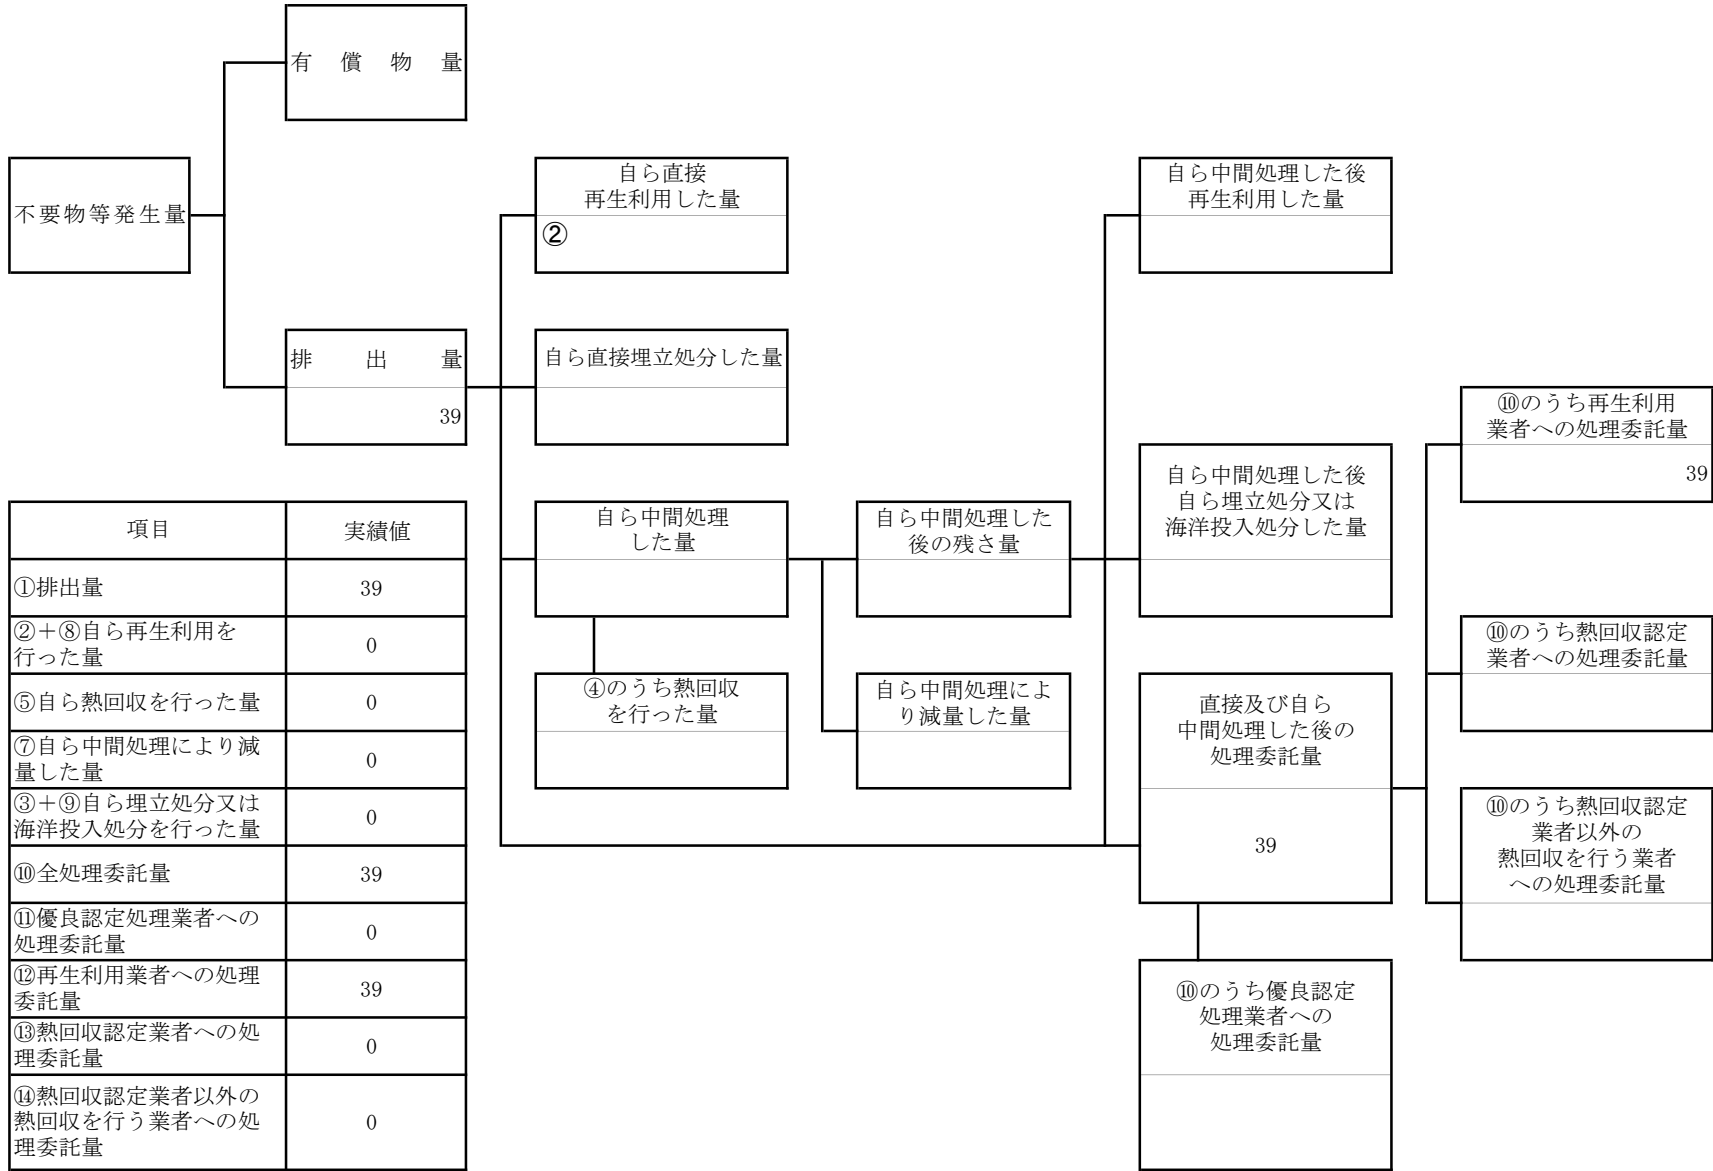 有償物量
不要物等発生量
自ら直接
再生利用した量
②
自ら中間処理した後
再生利用した量
排出量
39
自ら直接埋立処分した量
⑩のうち再生利用
業者への処理委託量
39
自ら中間処理した後
自ら埋立処分又は
海洋投入処分した量
自ら中間処理
した量
自ら中間処理した
後の残さ量
④のうち熱回収
を行った量
自ら中間処理によ
り減量した量
直接及び自ら
中間処理した後の
処理委託量
39
⑩のうち熱回収認定
業者への処理委託量
⑩のうち熱回収認定
業者以外の
熱回収を行う業者
への処理委託量
⑩のうち優良認定
処理業者への
処理委託量
項目 実績値
①排出量 39
②＋⑧自ら再生利用を
行った量 0
⑤自ら熱回収を行った量 0
⑦自ら中間処理により減
量した量 0
③＋⑨自ら埋立処分又は
海洋投入処分を行った量 0
⑩全処理委託量 39
⑪優良認定処理業者への
処理委託量 0
⑫再生利用業者への処理
委託量 39
⑬熱回収認定業者への処
理委託量 0
⑭熱回収認定業者以外の
熱回収を行う業者への処
理委託量 0